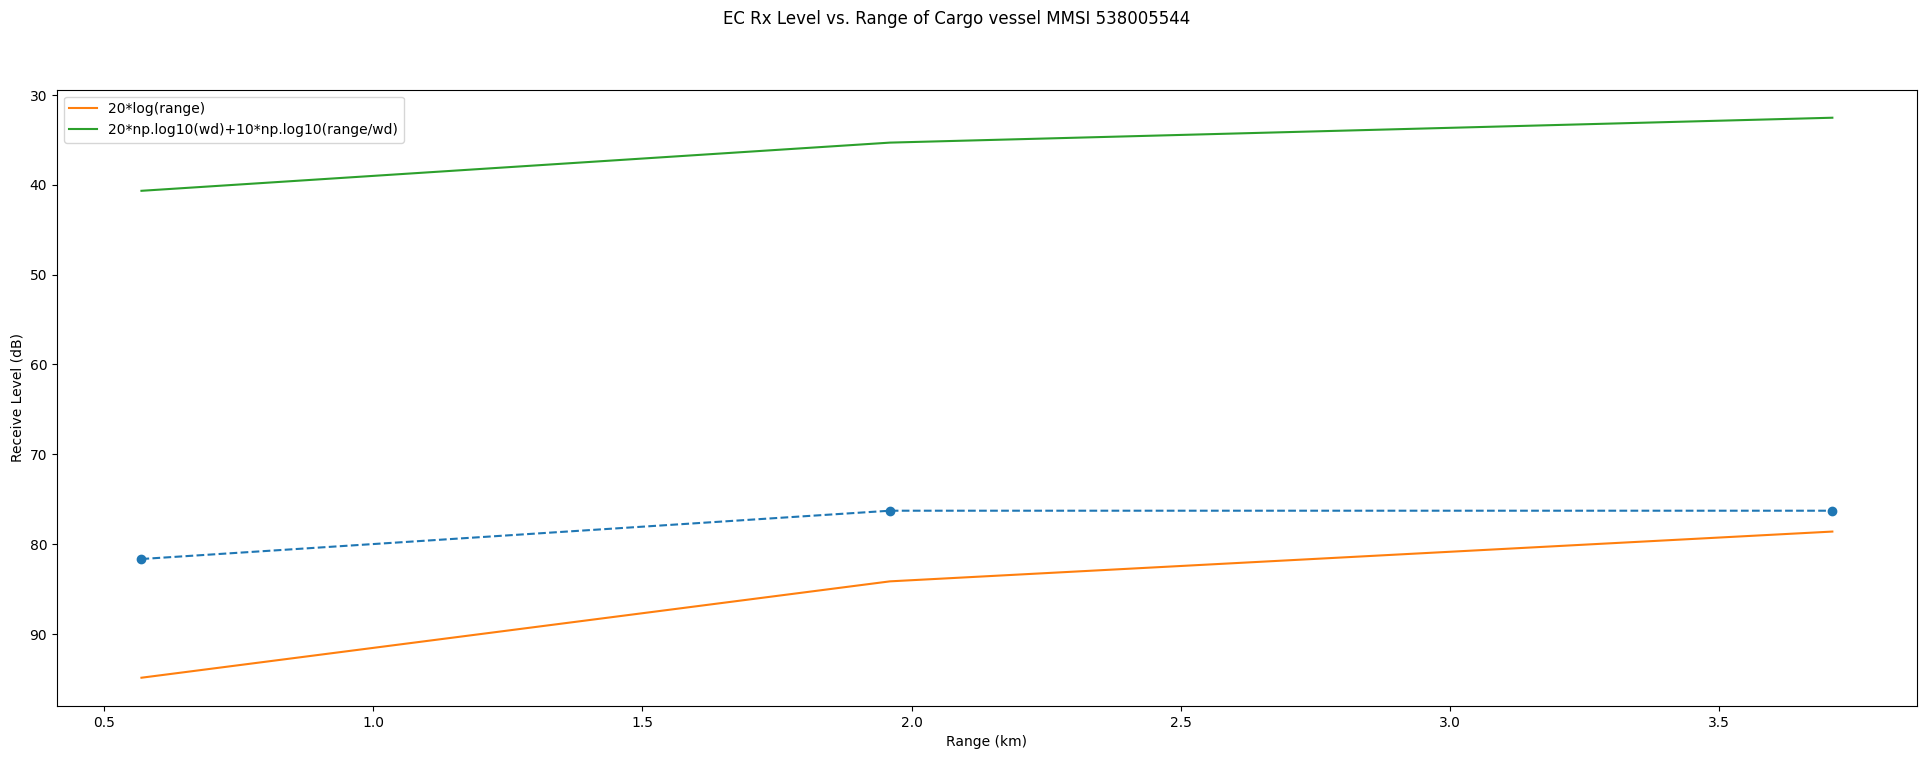 EC Rx Level vs. Range of Cargo vessel MMSI 538005544
20*log(range)
20*np.log10(wd)+10*np.log10(range/wd)
30
40
50
60
70
80
90
Receive Level (dB)
0.5 1.0 1.5 2.0 2.5 3.0 3.5
Range (km)